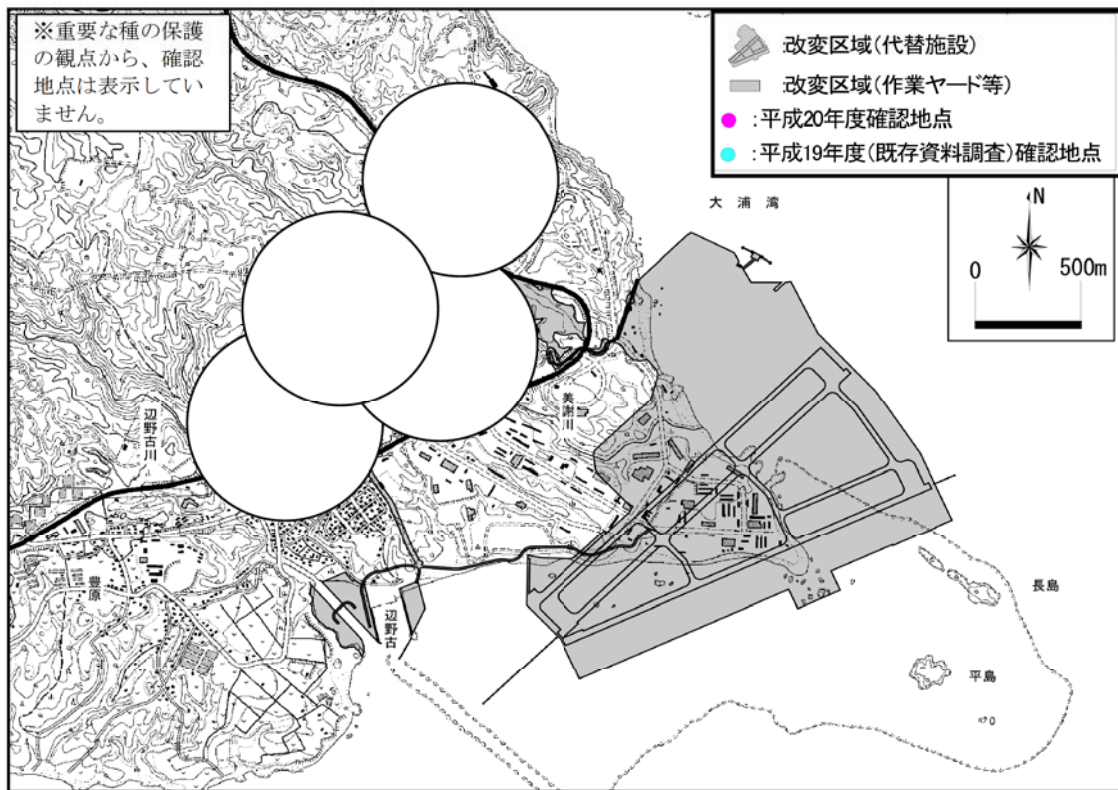 ※重要な種の保護
の観点から、確認
地点は表示してい
ません。
:改変区域(代替施設)
:改変区域(作業ヤード等)
:平成20年度確認地点
:平成19年度(既存資料調査)確認地点
大浦湾
N
0 500m
辺野古川
美謝川
豊原
辺野古
長島
平島